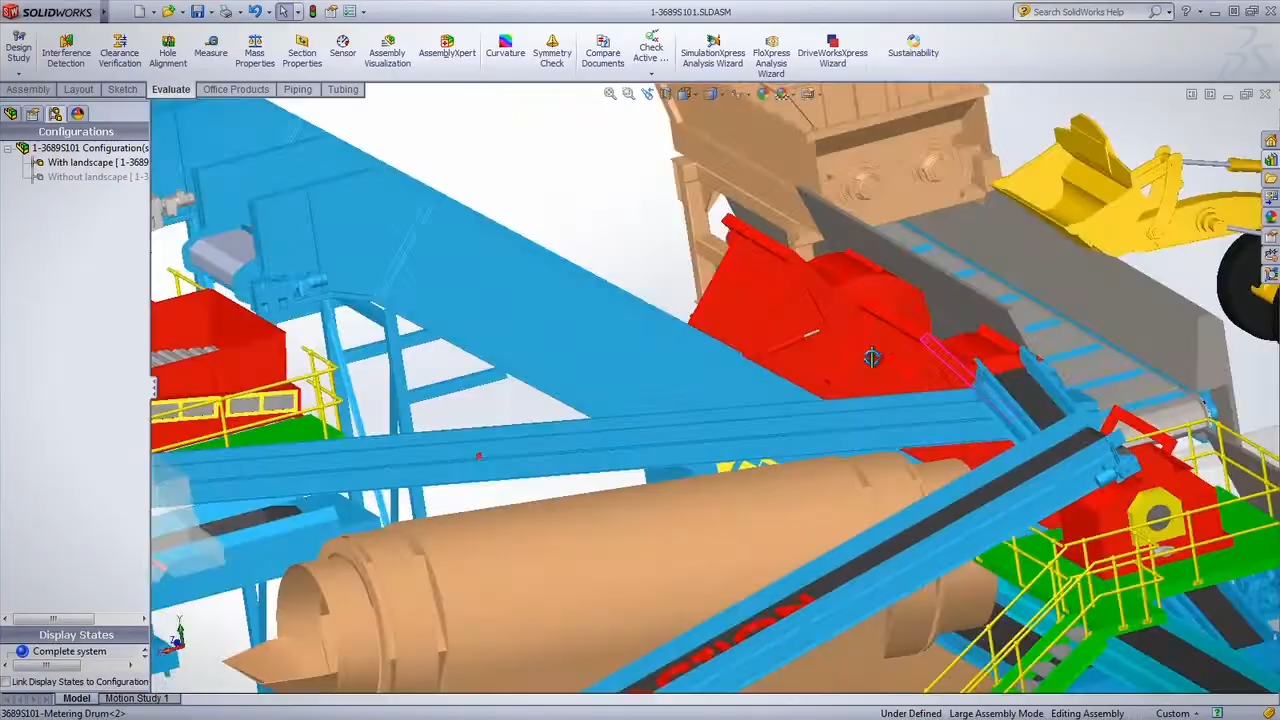 SOLIDWORKS
1-3689S101.SLDASM
Search SolidWorks Help
Design Study
Interference Detection
Clearance Verification
Hole Alignment
Measure
Mass Properties
Section Properties
Sensor
Assembly Visualization
AssemblyXpert
Curvature
Symmetry Check
Compare Documents
Check Active ...
SimulationXpress Analysis Wizard
FloXpress Analysis Wizard
DriveWorksXpress Wizard
Sustainability
Assembly
Layout
Sketch
Evaluate
Office Products
Piping
Tubing
Configurations
1-3689S101 Configuration(s
With landscape [ 1-3689
Without landscape [ 1-3
Display States
Complete system
Link Display States to Configuration
Model
Motion Study 1
3689S101-Metering Drum<2>
Under Defined
Large Assembly Mode
Editing Assembly
Custom